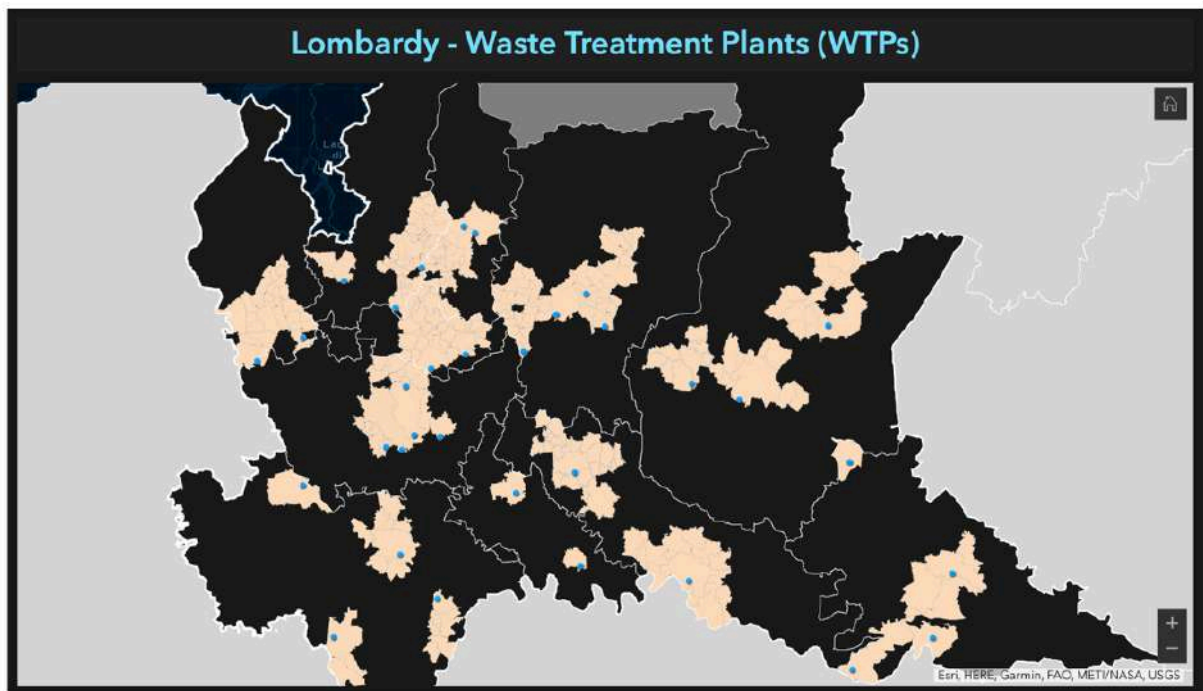 Lombardy - Waste Treatment Plants (WTPs)
+
−
Esri, HERE, Garmin, FAO, METI/NASA, USGS